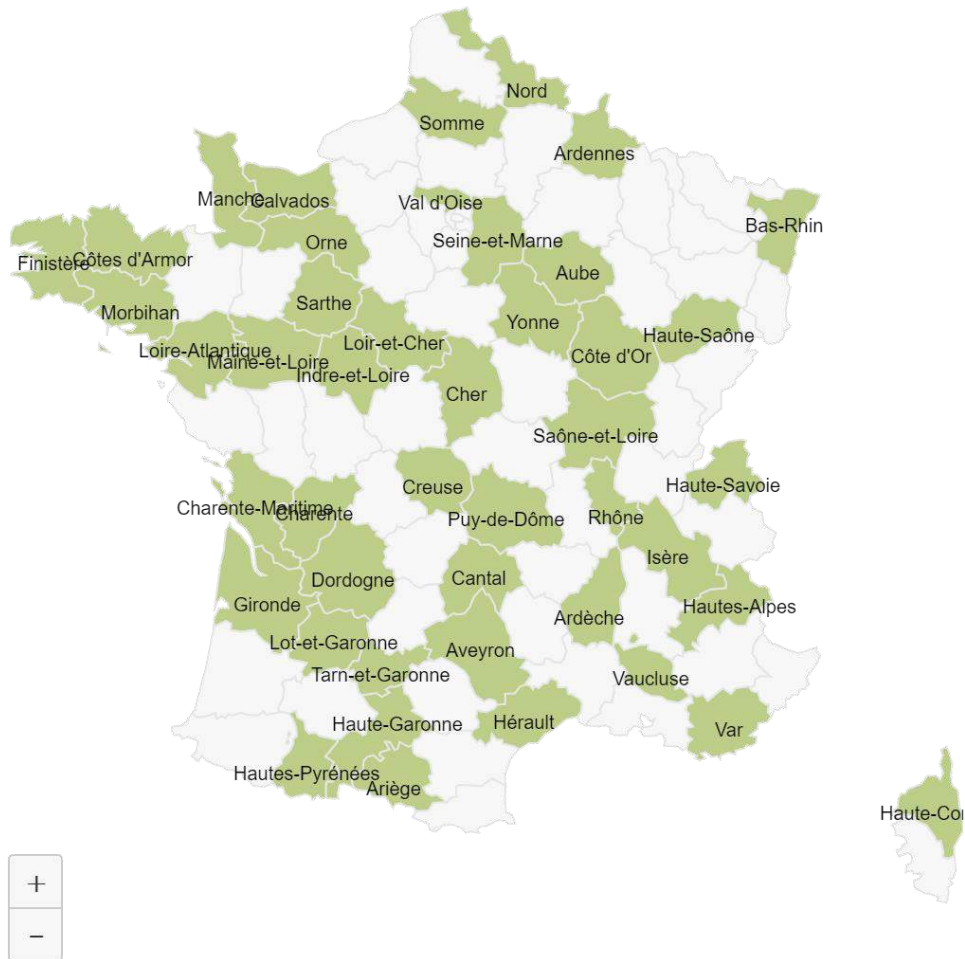 Nord
Somme
Ardennes
Manche
Calvados
Val d'Oise
Bas-Rhin
Orne
Seine-et-Marne
Finistère
Côtes d'Armor
Aube
Sarthe
Morbihan
Yonne
Haute-Saône
Loir-et-Cher
Loire-Atlantique
Maine-et-Loire
Côte d'Or
Indre-et-Loire
Cher
Saône-et-Loire
Creuse
Haute-Savoie
Charente-Maritime
Charente
Puy-de-Dôme
Rhône
Isère
Dordogne
Cantal
Gironde
Ardèche
Hautes-Alpes
Lot-et-Garonne
Aveyron
Tarn-et-Garonne
Vaucluse
Haute-Garonne
Hérault
Var
Hautes-Pyrénées
Ariège
Haute-Cor
+
−